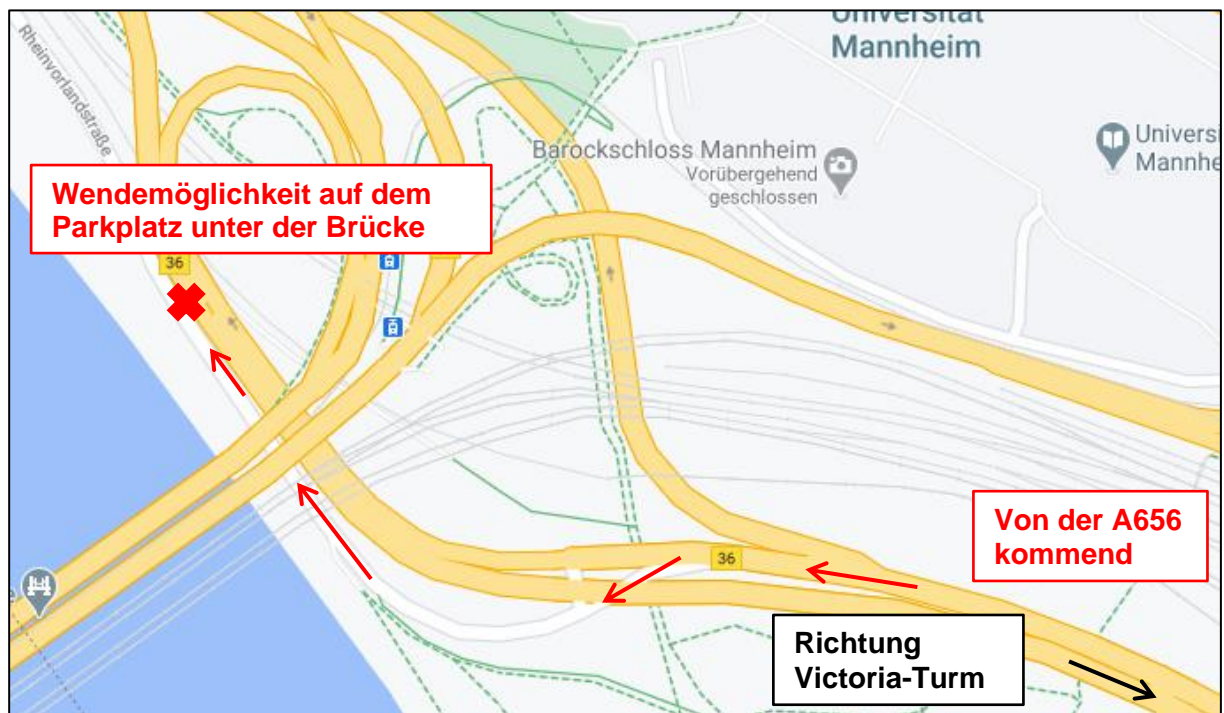 Universität
Mannheim
Rheinvorlandstraße
Barockschloss Mannheim
Vorübergehend
geschlossen
Universi
Mannhe
Wendemöglichkeit auf dem
Parkplatz unter der Brücke
36
Von der A656
kommend
36
Richtung
Victoria-Turm